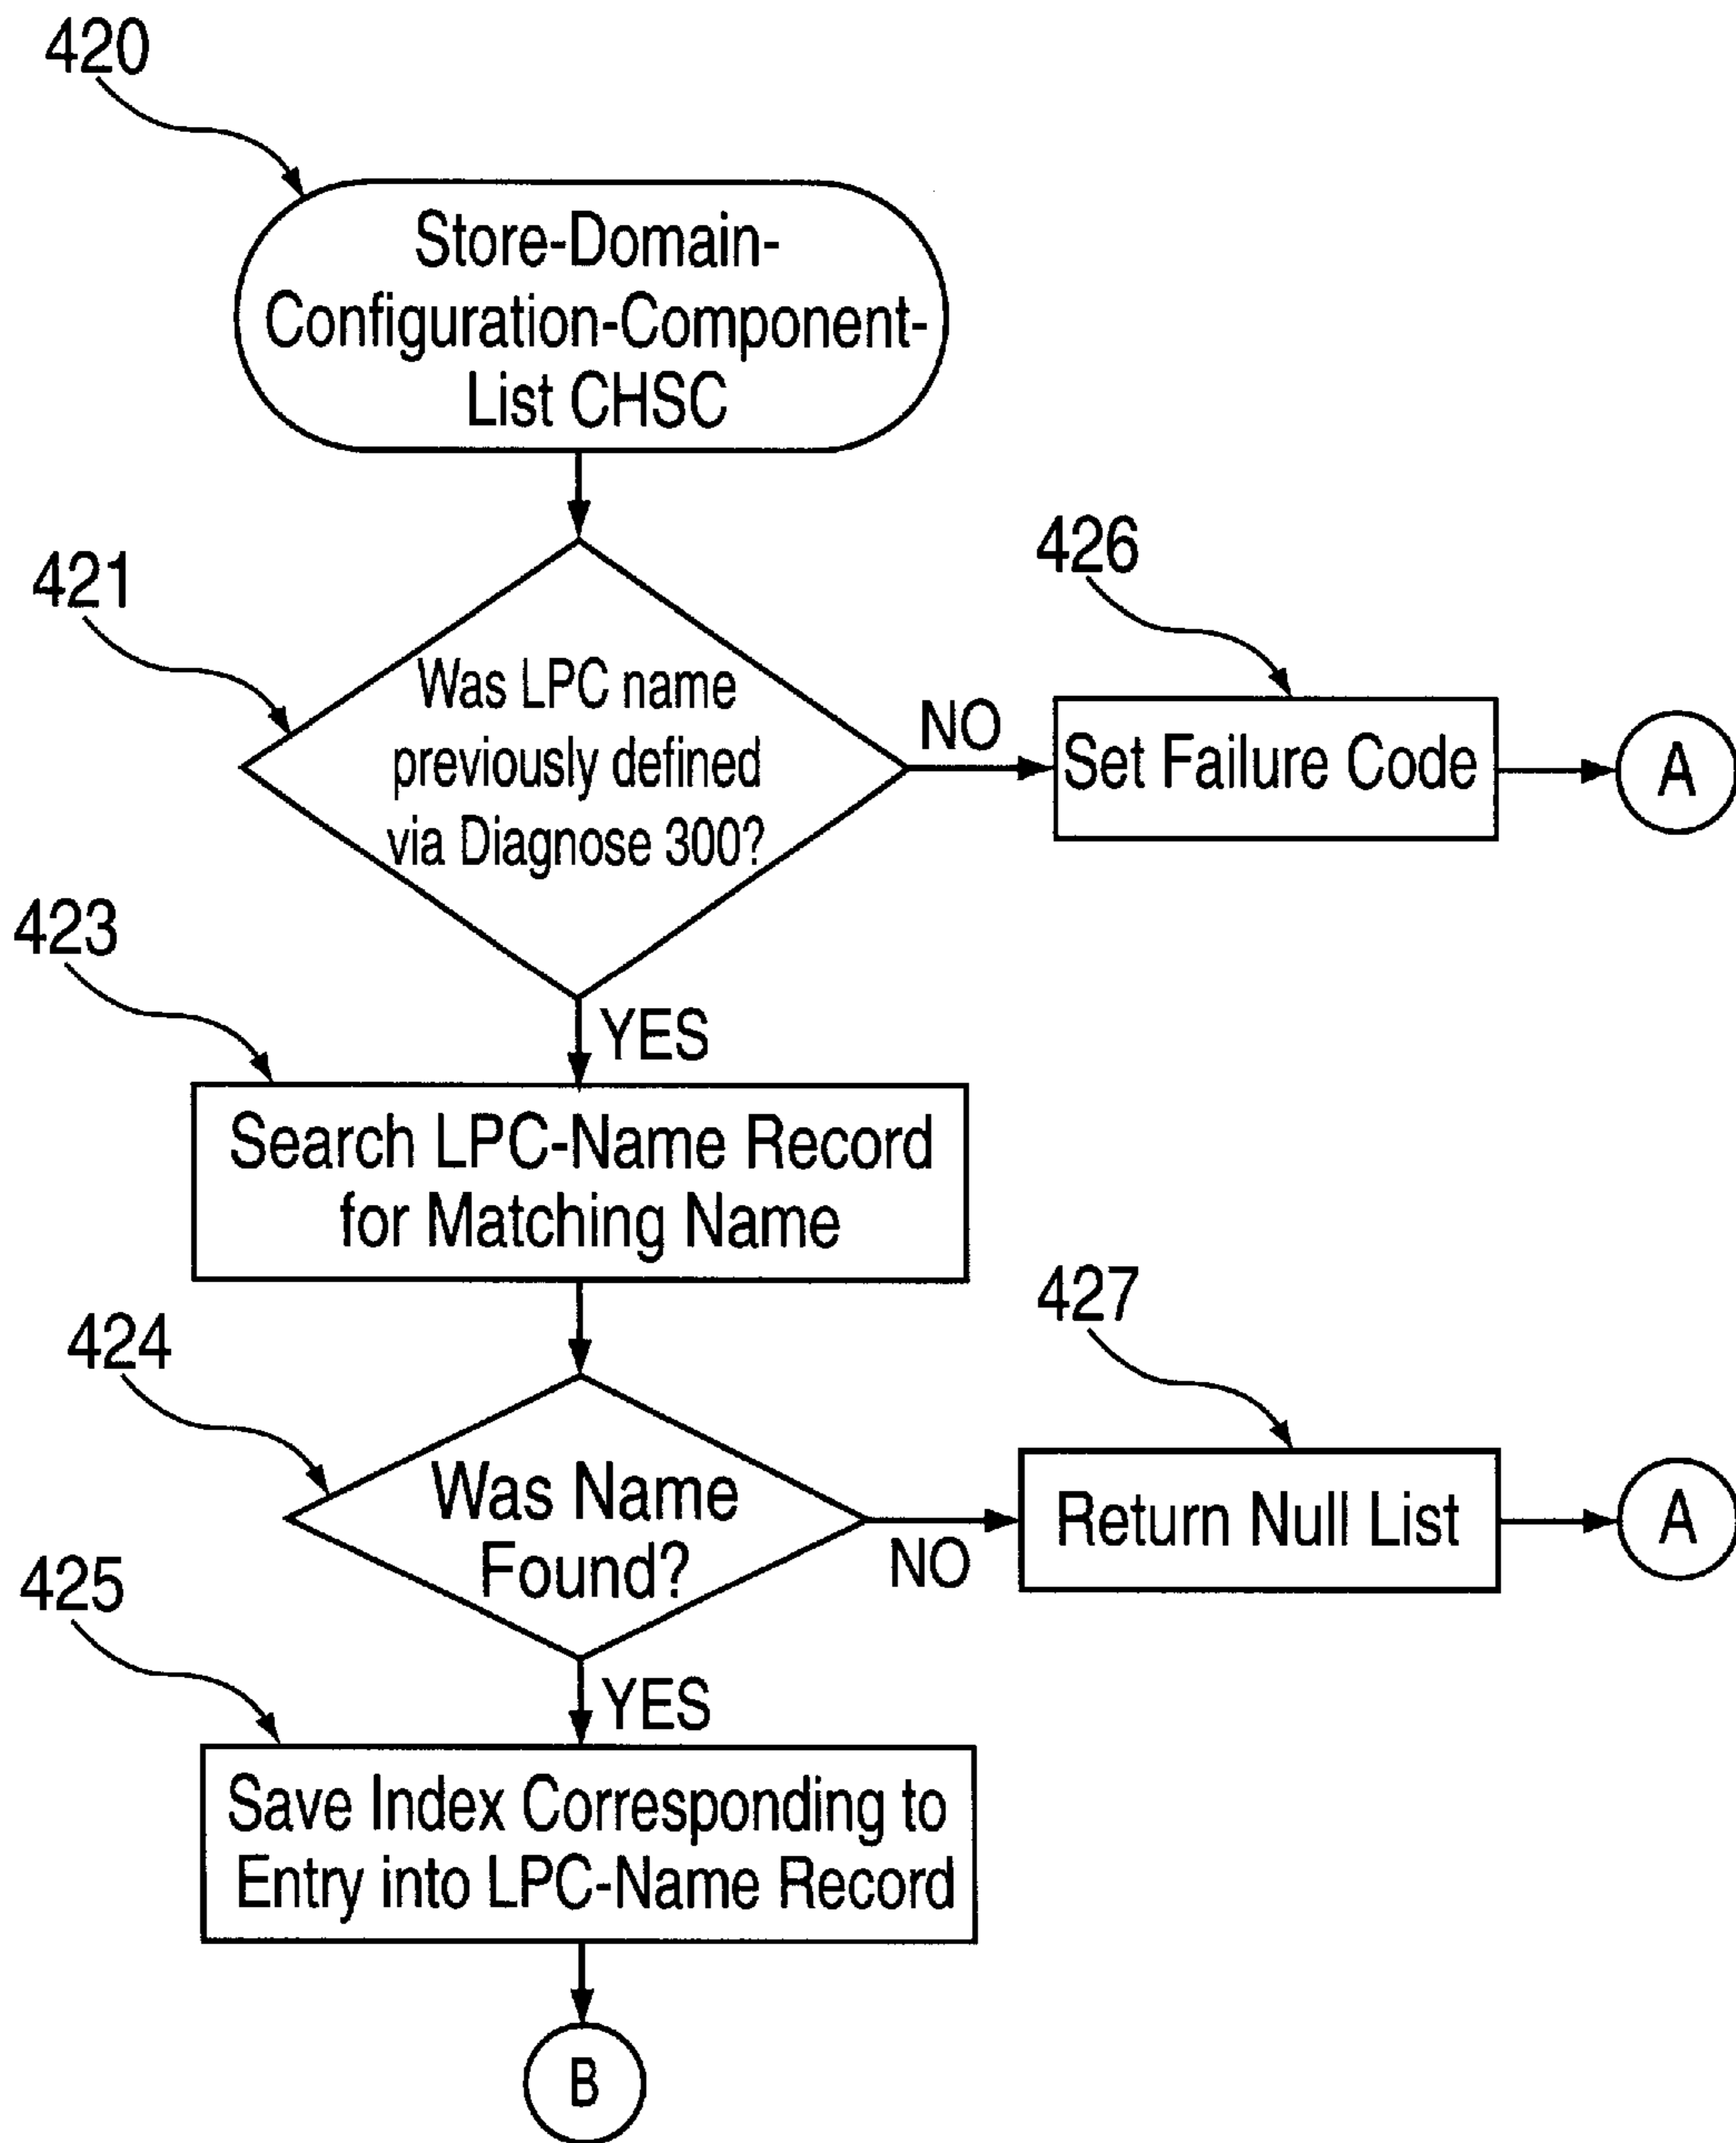 420
Store-Domain-
Configuration-Component-
List CHSC
421
Was LPC name
previously defined
via Diagnose 300?
NO
426
Set Failure Code
A
YES
423
Search LPC-Name Record
for Matching Name
424
Was Name
Found?
NO
427
Return Null List
A
YES
425
Save Index Corresponding to
Entry into LPC-Name Record
B